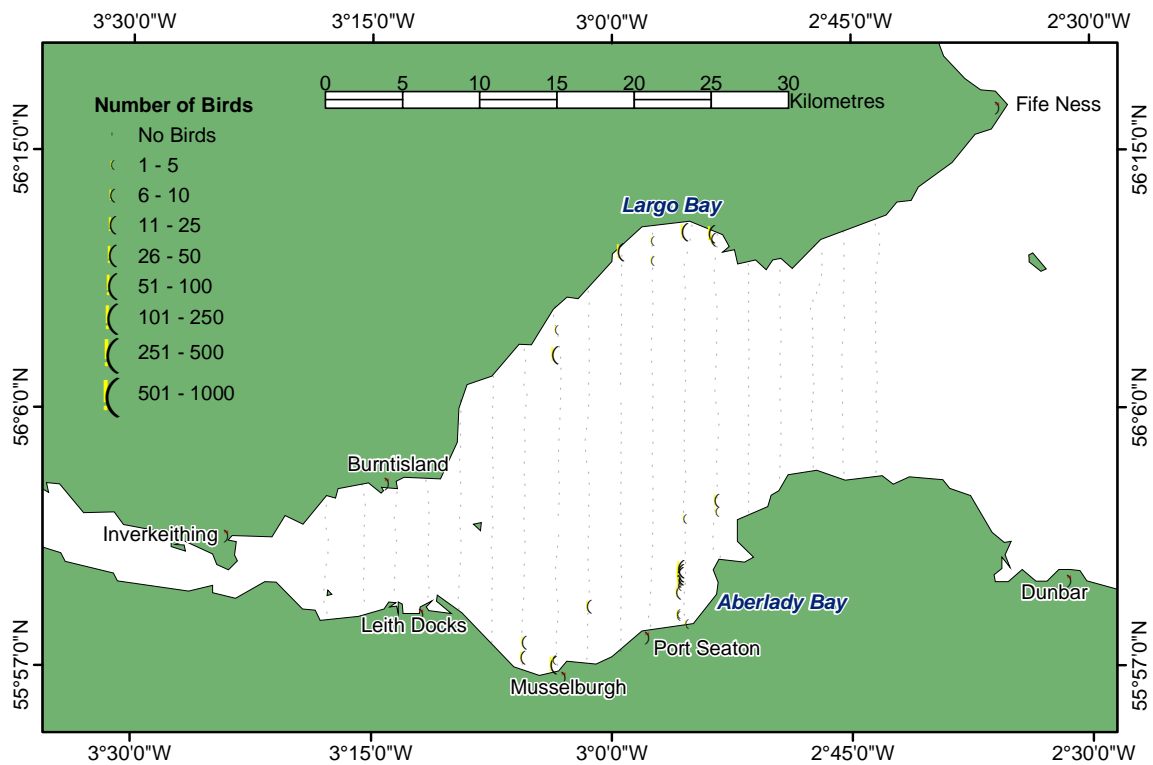 3°30'0"W 3°15'0"W 3°0'0"W 2°45'0"W 2°30'0"W
0 5 10 15 20 25 30
Kilometres
Number of Birds
No Birds
1 - 5
6 - 10
11 - 25
26 - 50
51 - 100
101 - 250
251 - 500
501 - 1000
Fife Ness
56°15'0"N 56°15'0"N
Largo Bay
56°6'0"N 56°6'0"N
Burntisland
Inverkeithing
Dunbar
Aberlady Bay
Leith Docks
Port Seaton
55°57'0"N 55°57'0"N
Musselburgh
3°30'0"W 3°15'0"W 3°0'0"W 2°45'0"W 2°30'0"W